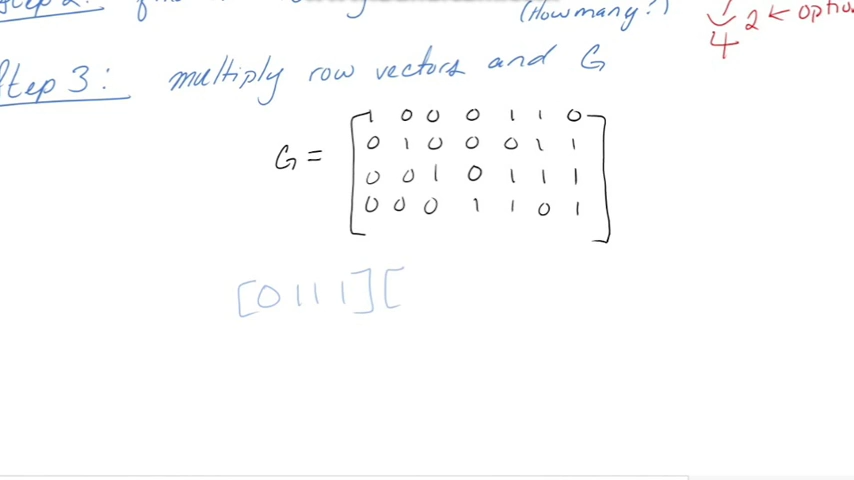 (How many?)
4 2 ←
Step 3: multiply row vectors and G
G = [1 0 0 0 1 1 0
0 1 0 0 0 1 1
0 0 1 0 1 1 1
0 0 0 1 1 0 1]
[0 1 1 1][